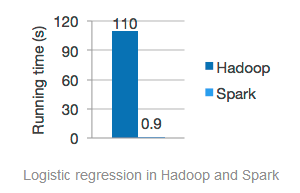 Running time (s)
120
90
60
30
0
110
0.9
Hadoop
Spark
Logistic regression in Hadoop and Spark